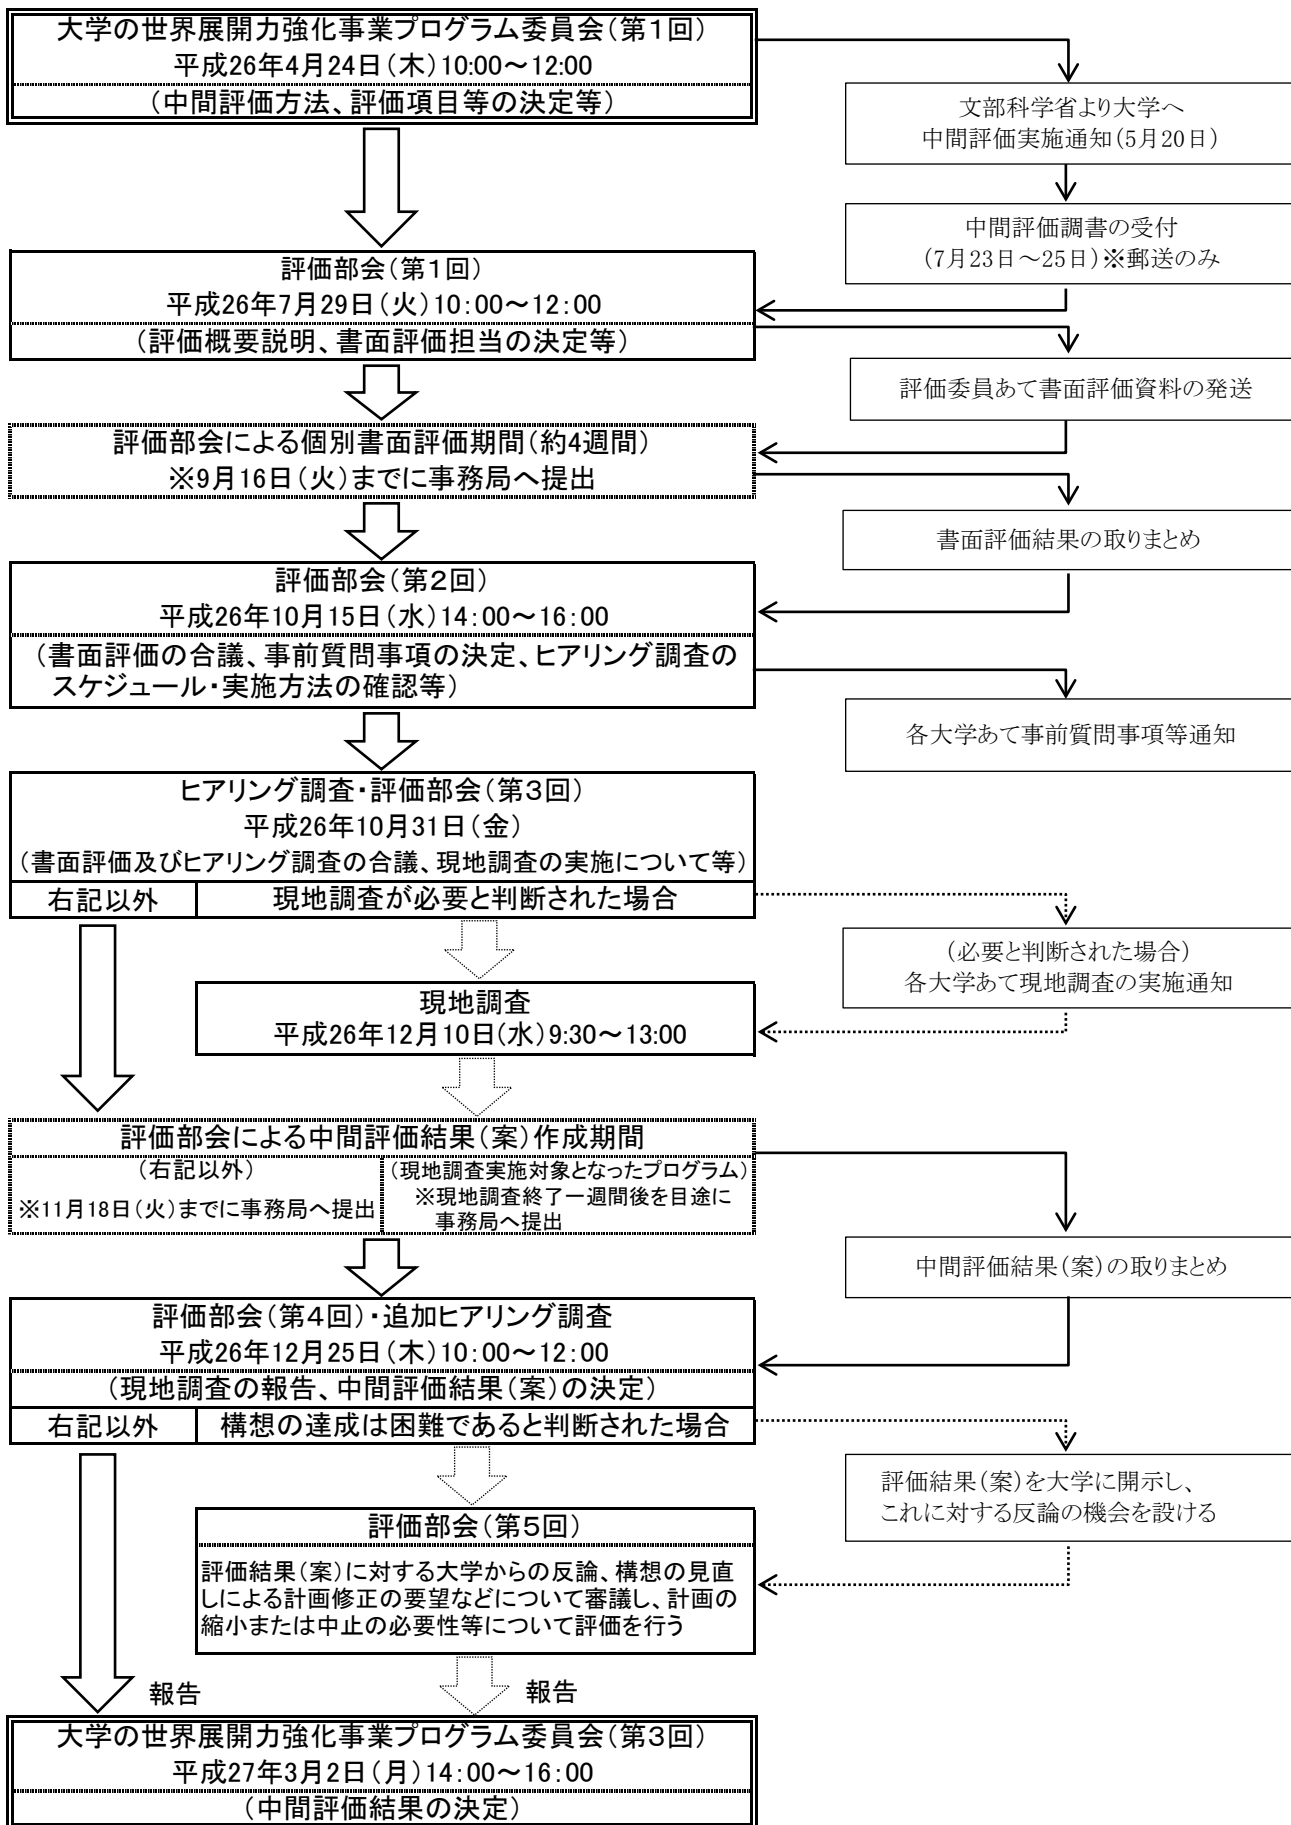 大学の世界展開力強化事業プログラム委員会（第１回）
平成26年4月24日（木）10:00～12:00
（中間評価方法、評価項目等の決定等）
文部科学省より大学へ
中間評価実施通知（5月20日）
中間評価調書の受付
（7月23日～25日）※郵送のみ
評価部会（第１回）
平成26年7月29日（火）10：00～12：00
（評価概要説明、書面評価担当の決定等）
評価委員あて書面評価資料の発送
評価部会による個別書面評価期間（約4週間）
※9月16日（火）までに事務局へ提出
書面評価結果の取りまとめ
評価部会（第２回）
平成26年10月15日（水）14：00～16：00
（書面評価の合議、事前質問事項の決定、ヒアリング調査の
スケジュール・実施方法の確認等）
各大学あて事前質問事項等通知
ヒアリング調査・評価部会（第３回）
平成26年10月31日（金）
（書面評価及びヒアリング調査の合議、現地調査の実施について等）
右記以外 現地調査が必要と判断された場合
（必要と判断された場合）
各大学あて現地調査の実施通知
現地調査
平成26年12月10日（水）9:30～13:00
評価部会による中間評価結果（案）作成期間
（右記以外）
※11月18日（火）までに事務局へ提出
（現地調査実施対象となったプログラム）
※現地調査終了一週間後を目途に
事務局へ提出
中間評価結果（案）の取りまとめ
評価部会（第４回）・追加ヒアリング調査
平成26年12月25日（木）10：00～12：00
（現地調査の報告、中間評価結果（案）の決定）
右記以外 構想の達成は困難であると判断された場合
評価結果（案）を大学に開示し、
これに対する反論の機会を設ける
評価部会（第５回）
評価結果（案）に対する大学からの反論、構想の見直
しによる計画修正の要望などについて審議し、計画の
縮小または中止の必要性等について評価を行う
報告 報告
大学の世界展開力強化事業プログラム委員会（第３回）
平成27年3月2日（月）14：00～16：00
（中間評価結果の決定）